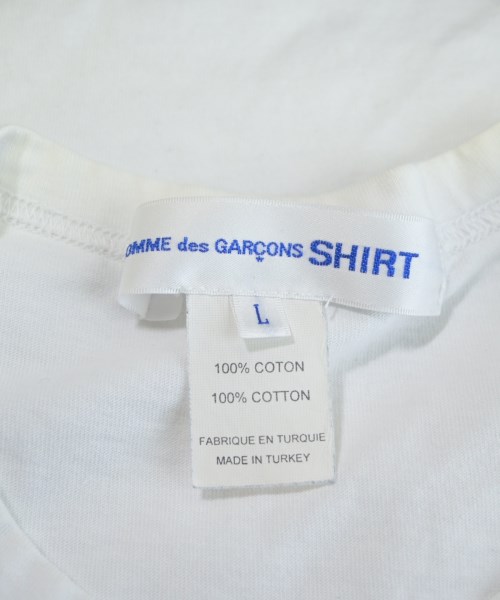 OMME des GARÇONS SHIRT
L
100% COTON
100% COTTON
FABRIQUE EN TURQUIE
MADE IN TURKEY